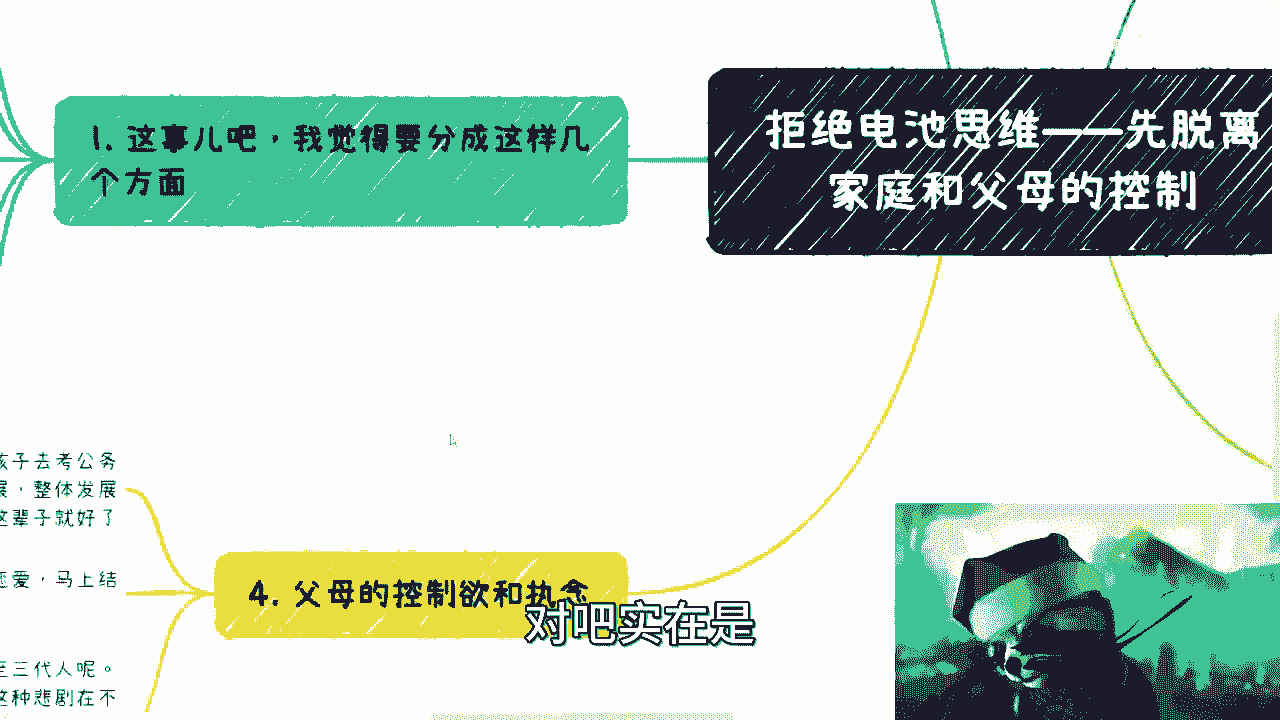 1. 这事儿吧，我觉得要分成这样几
个方面
拒绝电池思维——先脱离
家庭和父母的控制
孩子去考公务
展，整体发展
这辈子就好了
恋爱，马上结
至三代人呢。
这种悲剧在不
4. 父母的控制欲和执念
对吧实在是